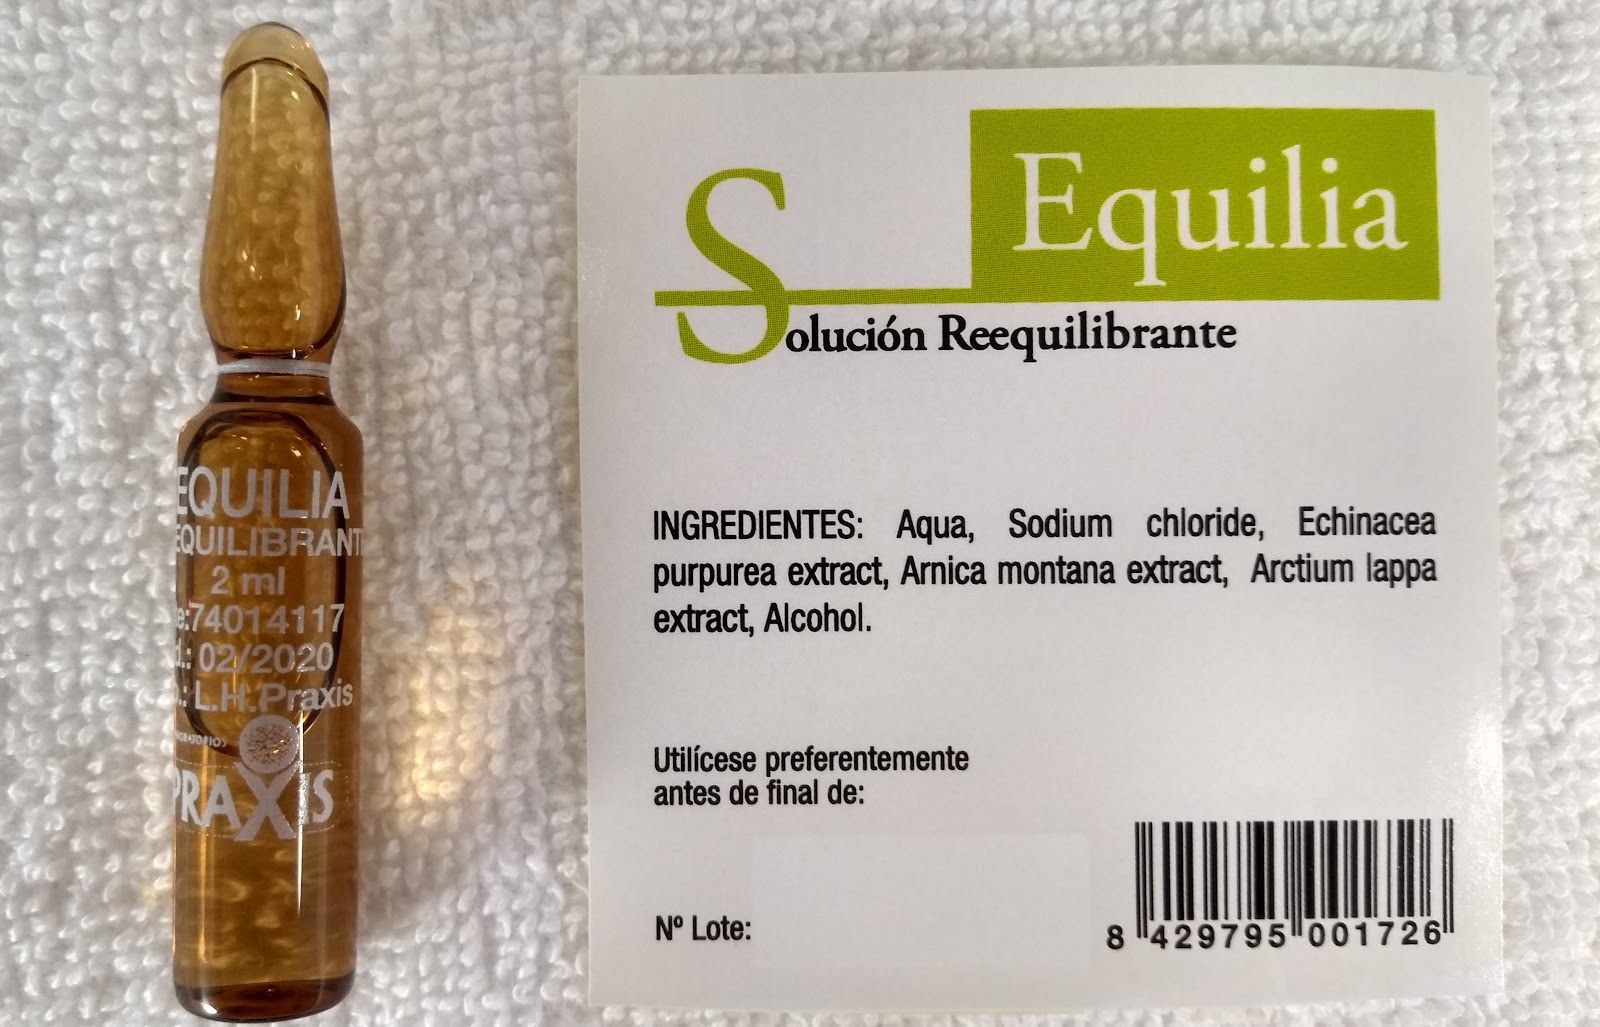 EQUILIA
EQUILIBRANT
2 ml
e:74014117
d.: 02/2020
.: L.H.Praxis
PRAXIS
Equilia
Solución Reequilibrante
INGREDIENTES: Aqua, Sodium chloride, Echinacea
purpurea extract, Arnica montana extract, Arctium lappa
extract, Alcohol.
Utilícese preferentemente
antes de final de:
Nº Lote:
8 429795 001726